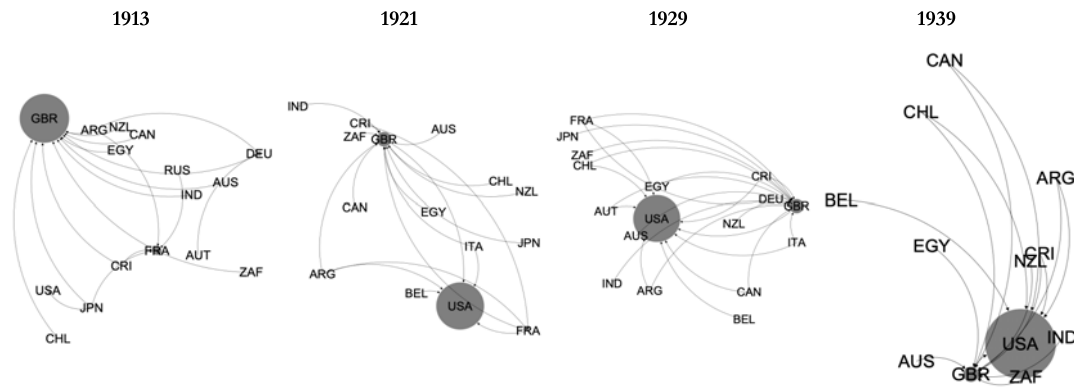 1913
GBR
ARG
NZL
CAN
EGY
DEU
RUS
AUS
IND
FRA
AUT
CRI
ZAF
USA
JPN
CHL
1921
IND
CRI
ZAF
GBR
AUS
CHL
NZL
CAN
EGY
ITA
JPN
ARG
BEL
USA
FRA
1929
FRA
JPN
ZAF
CHL
CRI
EGY
DEU
GBR
AUT
USA
NZL
AUS
ITA
IND
ARG
CAN
BEL
1939
CAN
CHL
ARG
BEL
EGY
CRI
NZL
USA
IND
AUS
GBR
ZAF